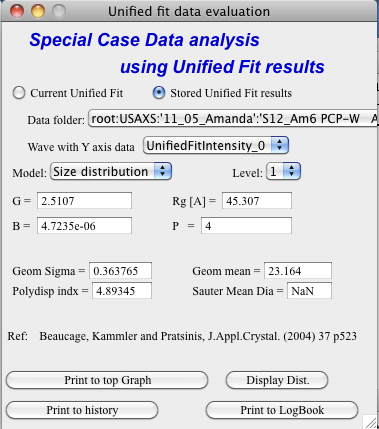 Unified fit data evaluation
Special Case Data analysis
using Unified Fit results
Current Unified Fit Stored Unified Fit results
Data folder: root:USAXS:'11_05_Amanda':'S12_Am6 PCP-W A
Wave with Y axis data UnifiedFitIntensity_0
Model: Size distribution Level: 1
G = 2.5107 Rg [A] = 45.307
B = 4.7235e-06 P = 4
Geom Sigma = 0.363765 Geom mean = 23.164
Polydisp indx = 4.89345 Sauter Mean Dia = NaN
Ref: Beaucage, Kammler and Pratsinis, J.Appl.Crystal. (2004) 37 p523
Print to top Graph Display Dist.
Print to history Print to LogBook